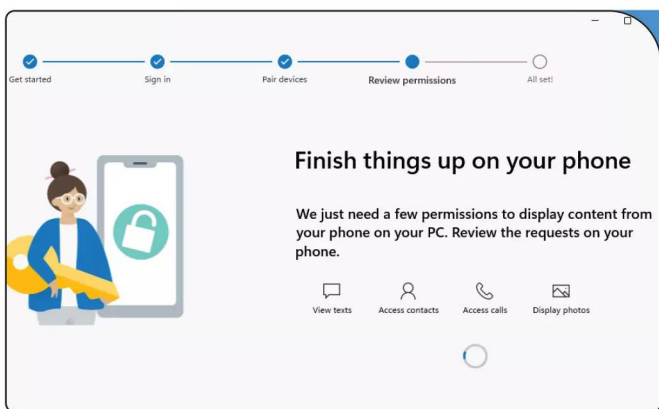 Get started
Sign in
Pair devices
Review permissions
All set!
Finish things up on your phone
We just need a few permissions to display content from
your phone on your PC. Review the requests on your
phone.
View texts
Access contacts
Access calls
Display photos